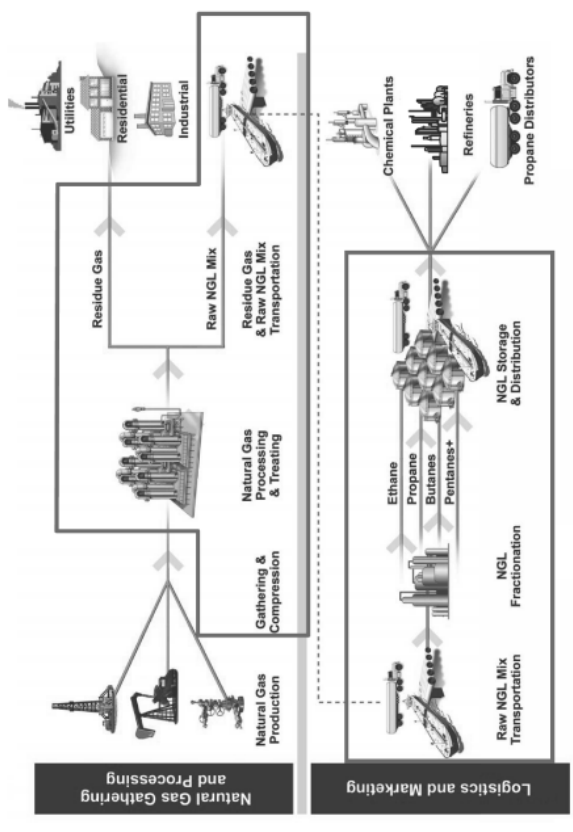 Natural Gas Gathering
and Processing
Utilities
Residential
Industrial
Residue Gas
Raw NGL Mix
Natural Gas
Production
Gathering &
Compression
Natural Gas
Processing
& Treating
Residue Gas
& Raw NGL Mix
Transportation
Logistics and Marketing
Ethane
Propane
Butanes
Pentanes+
Chemical Plants
Refineries
Propane Distributors
Raw NGL Mix
Transportation
NGL
Fractionation
NGL Storage
& Distribution